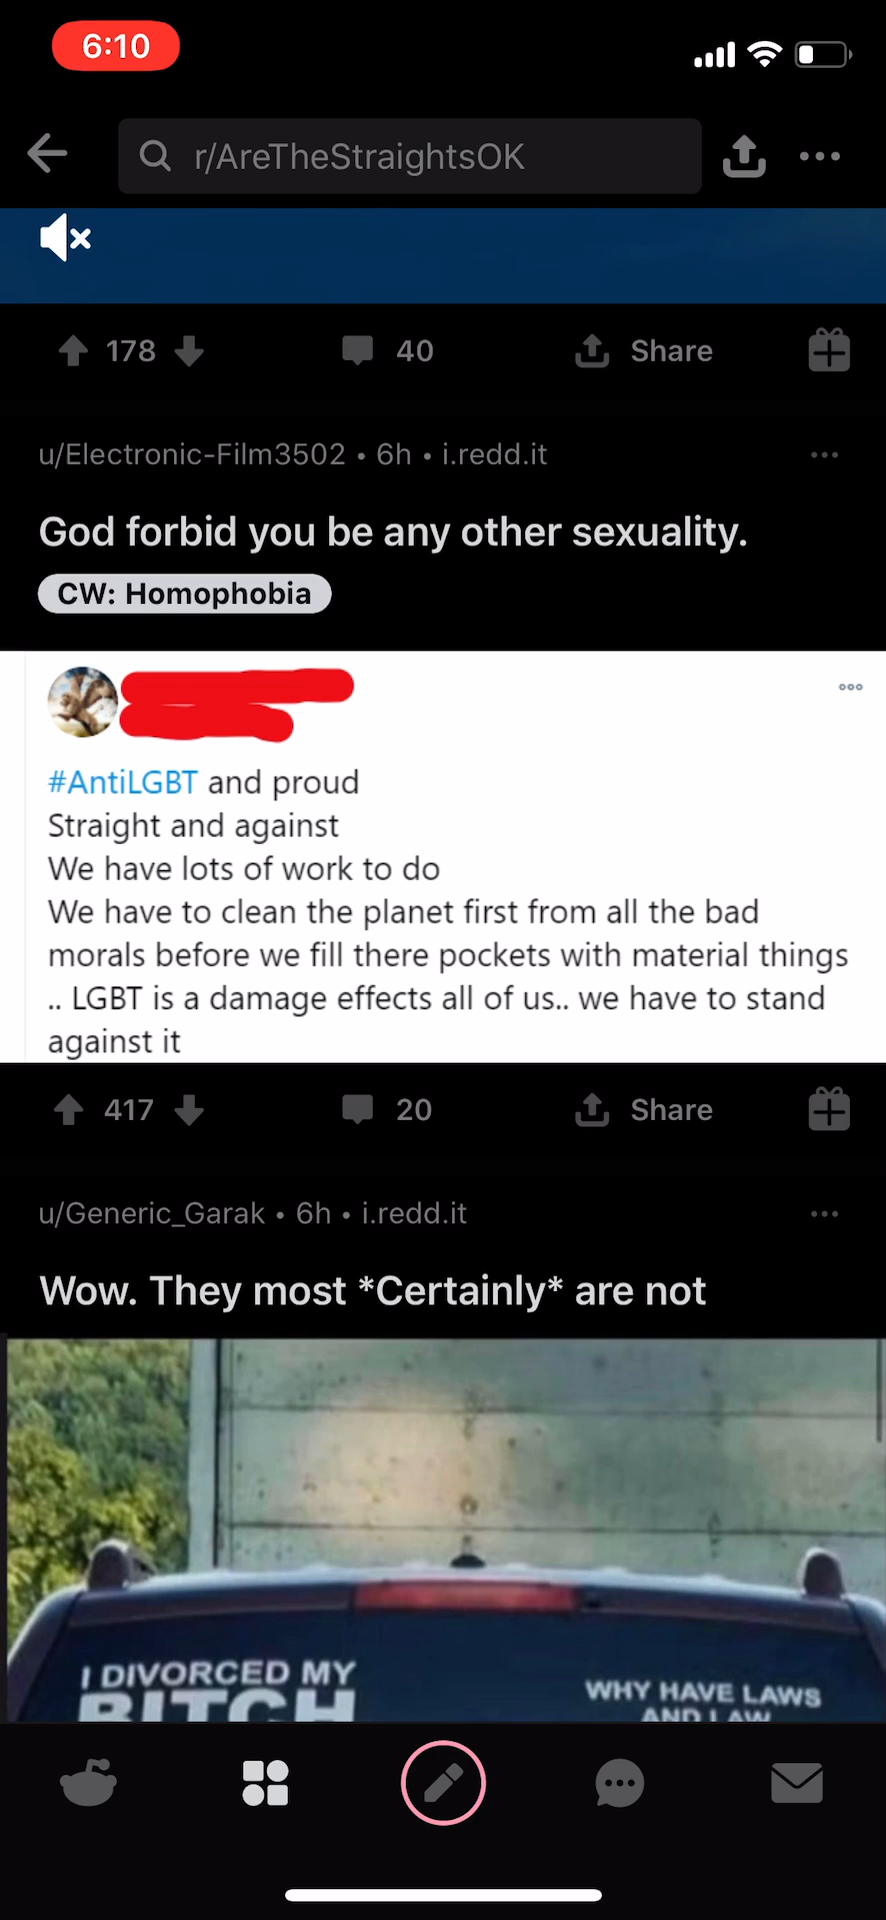 6:10
r/AreTheStraightsOK
178
40
Share
u/Electronic-Film3502 • 6h • i.redd.it
God forbid you be any other sexuality.
CW: Homophobia
#AntiLGBT and proud
Straight and against
We have lots of work to do
We have to clean the planet first from all the bad
morals before we fill there pockets with material things
.. LGBT is a damage effects all of us.. we have to stand
against it
417
20
Share
u/Generic_Garak • 6h • i.redd.it
Wow. They most *Certainly* are not
I DIVORCED MY
BITCH
WHY HAVE LAWS
AND LAW